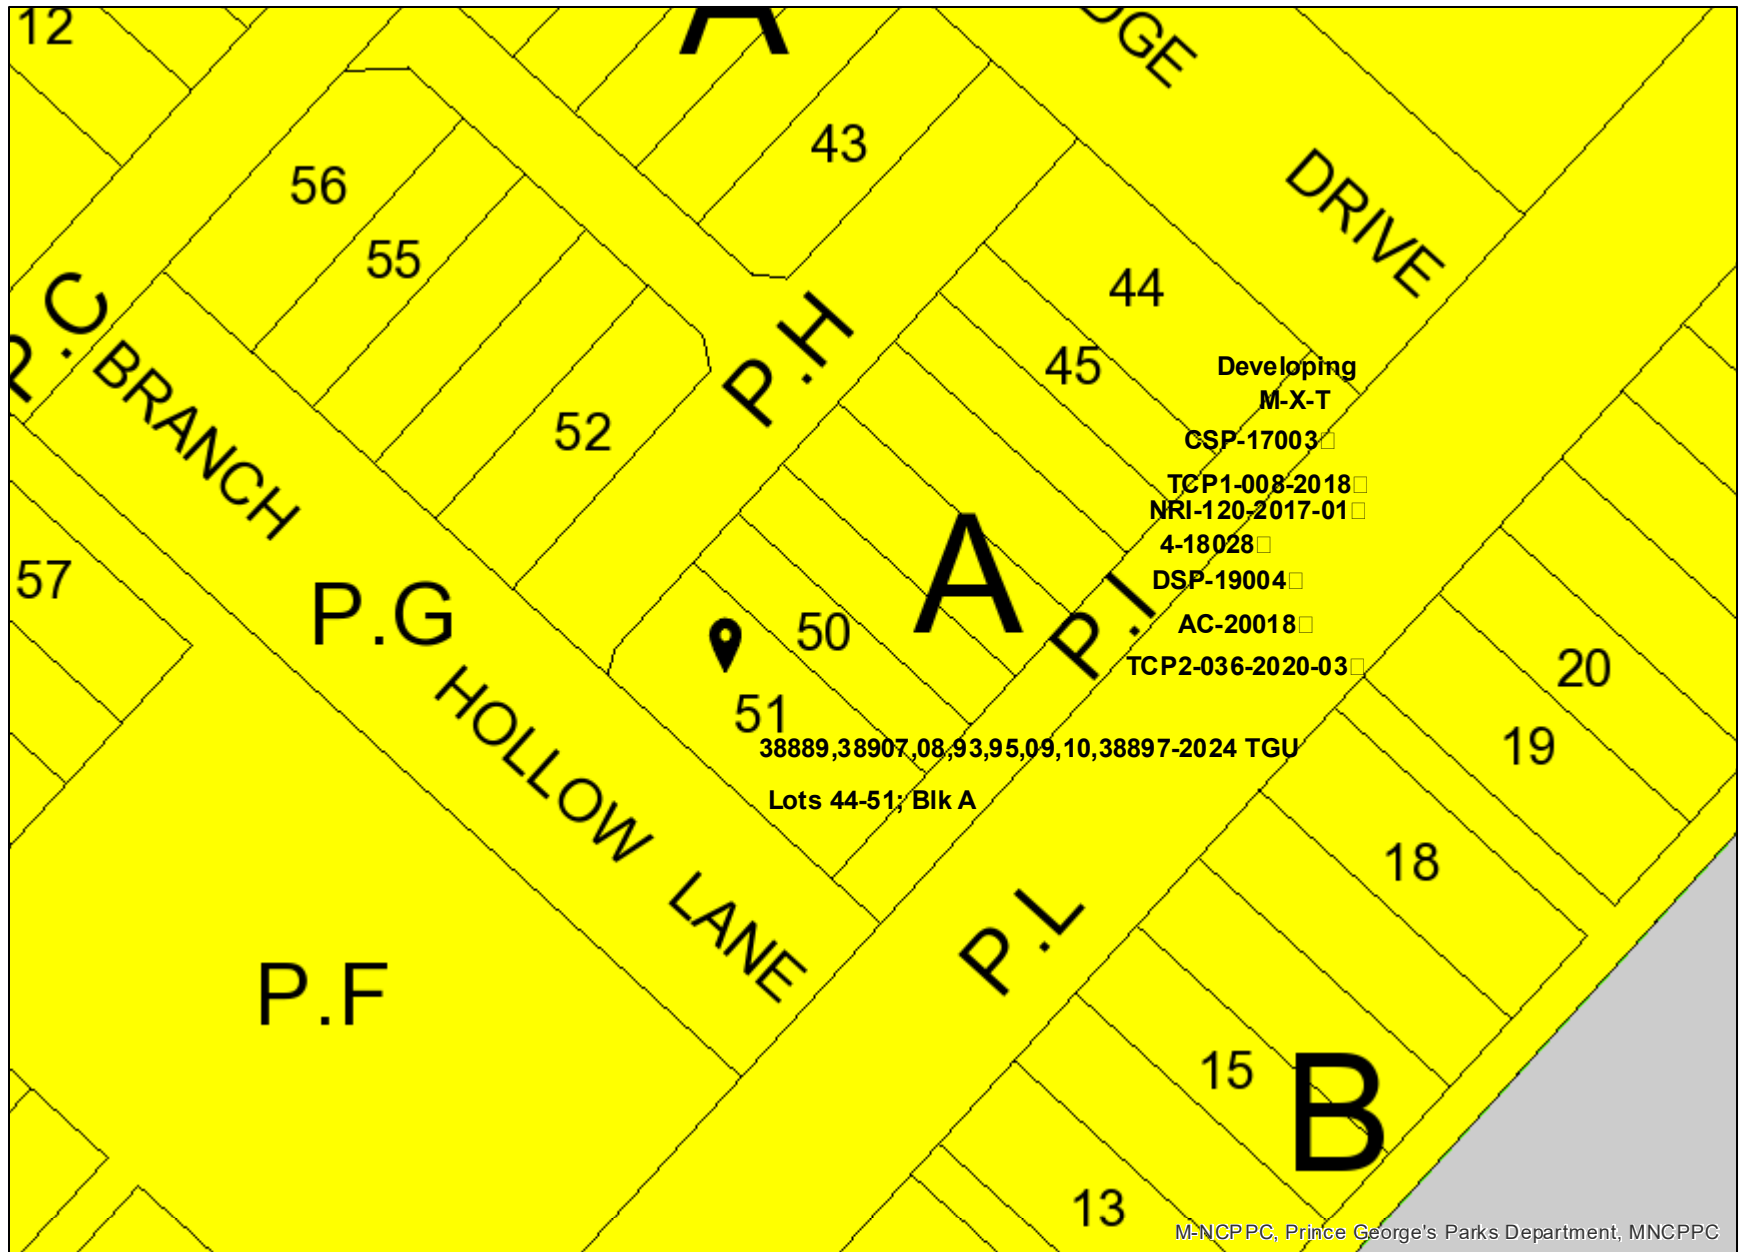 12
A
DGE
DRIVE
43
56
55
44
45
P.C
P.H
BRANCH
52
Developing
M-X-T
CSP-17003
TCP1-008-2018
NRI-120-2017-01
4-18028
DSP-19004
AC-20018
TCP2-036-2020-03
57
P.G
A
P.I
50
51
20
19
HOLLOW
38889,38907,08,93,95,09,10,38897-2024 TGU
Lots 44-51; Blk A
18
LANE
P.L
P.F
15
B
13
M-NCPPC, Prince George's Parks Department, MNCPPC